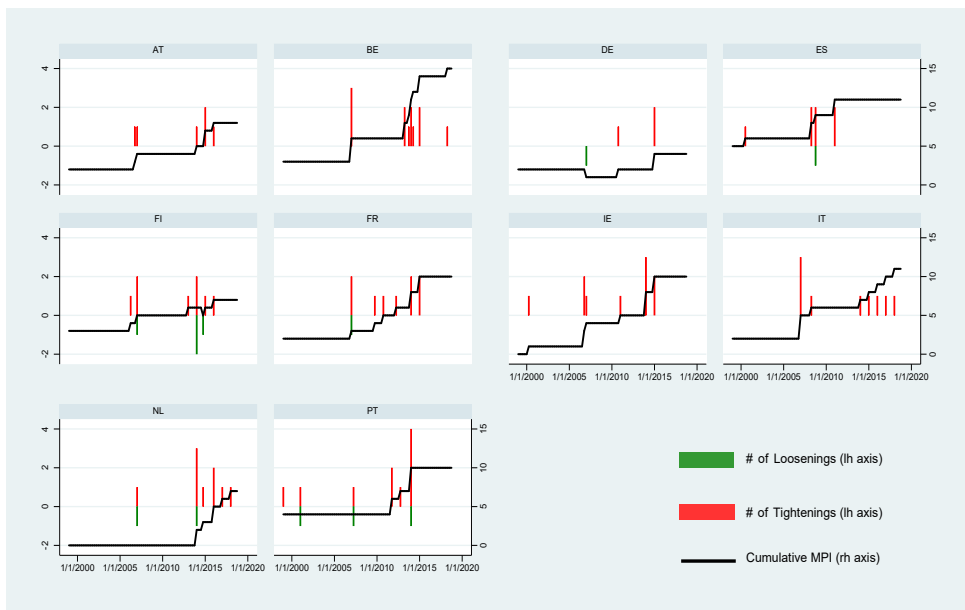 AT BE DE ES
4 2 0 -2
15 10 5 0
FI FR IE IT
4 2 0 -2
15 10 5 0
1/1/2000 1/1/2005 1/1/2010 1/1/2015 1/1/2020 1/1/2000 1/1/2005 1/1/2010 1/1/2015 1/1/2020
NL PT
4 2 0 -2
15 10 5 0
1/1/2000 1/1/2005 1/1/2010 1/1/2015 1/1/2020 1/1/2000 1/1/2005 1/1/2010 1/1/2015 1/1/2020
# of Loosenings (lh axis)
# of Tightenings (lh axis)
Cumulative MPI (rh axis)